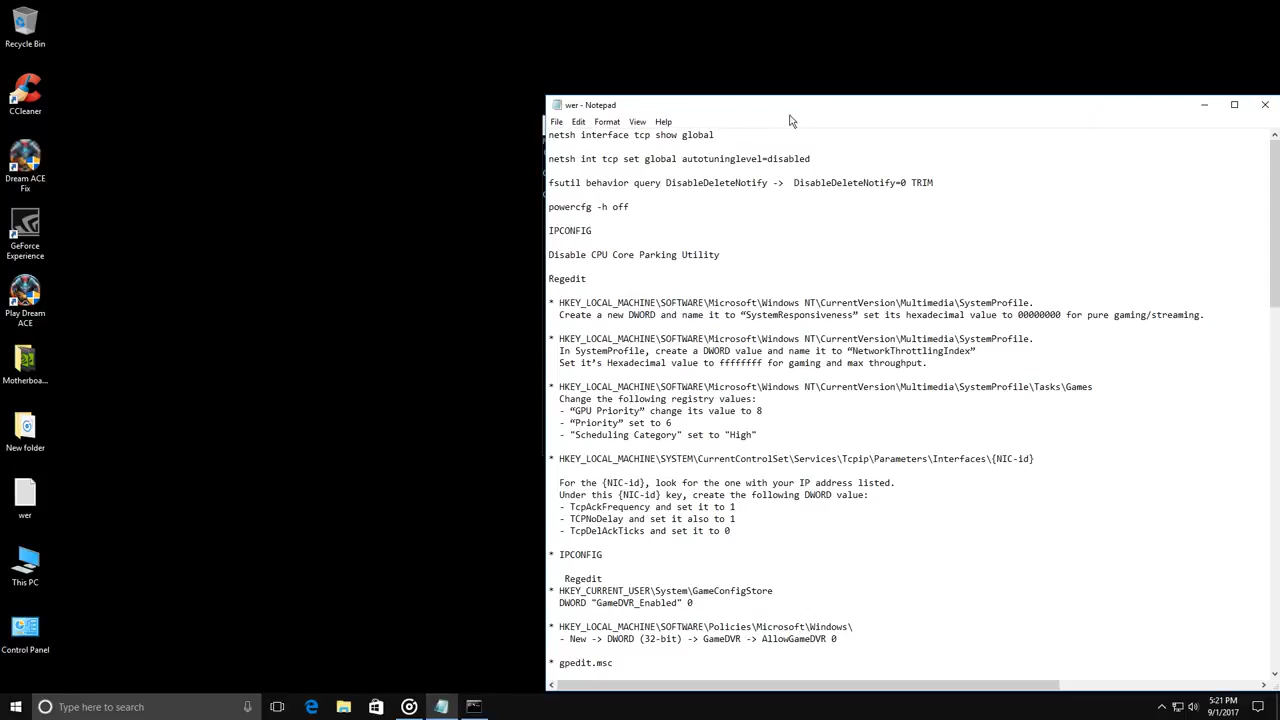 Recycle Bin
CCleaner
Dream ACE
Fix
GeForce
Experience
Play Dream
ACE
Motherboa...
New folder
wer
This PC
Control Panel
wer - Notepad
File Edit Format View Help
netsh interface tcp show global
netsh int tcp set global autotuninglevel=disabled
fsutil behavior query DisableDeleteNotify ->  DisableDeleteNotify=0 TRIM
powercfg -h off
IPCONFIG
Disable CPU Core Parking Utility
Regedit
* HKEY_LOCAL_MACHINE\SOFTWARE\Microsoft\Windows NT\CurrentVersion\Multimedia\SystemProfile.
Create a new DWORD and name it to “SystemResponsiveness” set its hexadecimal value to 00000000 for pure gaming/streaming.
* HKEY_LOCAL_MACHINE\SOFTWARE\Microsoft\Windows NT\CurrentVersion\Multimedia\SystemProfile.
In SystemProfile, create a DWORD value and name it to “NetworkThrottlingIndex”
Set it’s Hexadecimal value to ffffffff for gaming and max throughput.
* HKEY_LOCAL_MACHINE\SOFTWARE\Microsoft\Windows NT\CurrentVersion\Multimedia\SystemProfile\Tasks\Games
Change the following registry values:
- “GPU Priority” change its value to 8
- “Priority” set to 6
- "Scheduling Category" set to "High"
* HKEY_LOCAL_MACHINE\SYSTEM\CurrentControlSet\Services\Tcpip\Parameters\Interfaces\{NIC-id}
For the {NIC-id}, look for the one with your IP address listed.
Under this {NIC-id} key, create the following DWORD value:
- TcpAckFrequency and set it to 1
- TCPNoDelay and set it also to 1
- TcpDelAckTicks and set it to 0
* IPCONFIG
Regedit
* HKEY_CURRENT_USER\System\GameConfigStore
DWORD "GameDVR_Enabled" 0
* HKEY_LOCAL_MACHINE\SOFTWARE\Policies\Microsoft\Windows\
- New -> DWORD (32-bit) -> GameDVR -> AllowGameDVR 0
* gpedit.msc
Type here to search
5:21 PM
9/1/2017